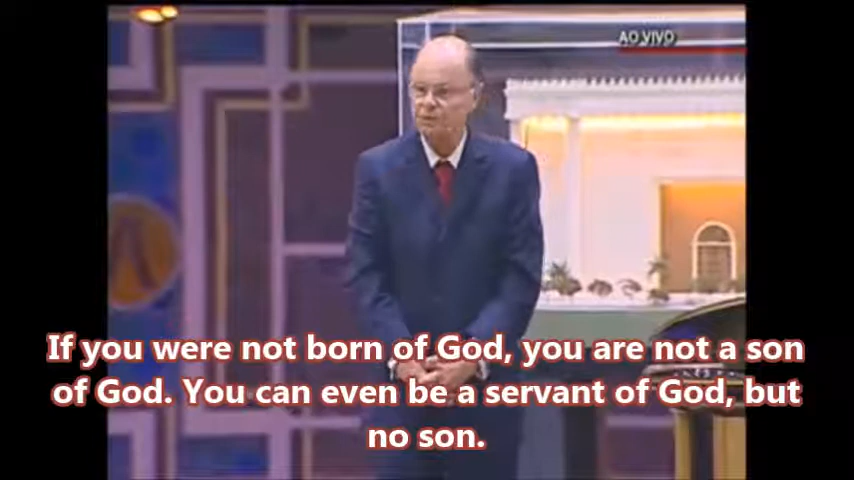 AO VIVO
If you were not born of God, you are not a son
of God. You can even be a servant of God, but
no son.